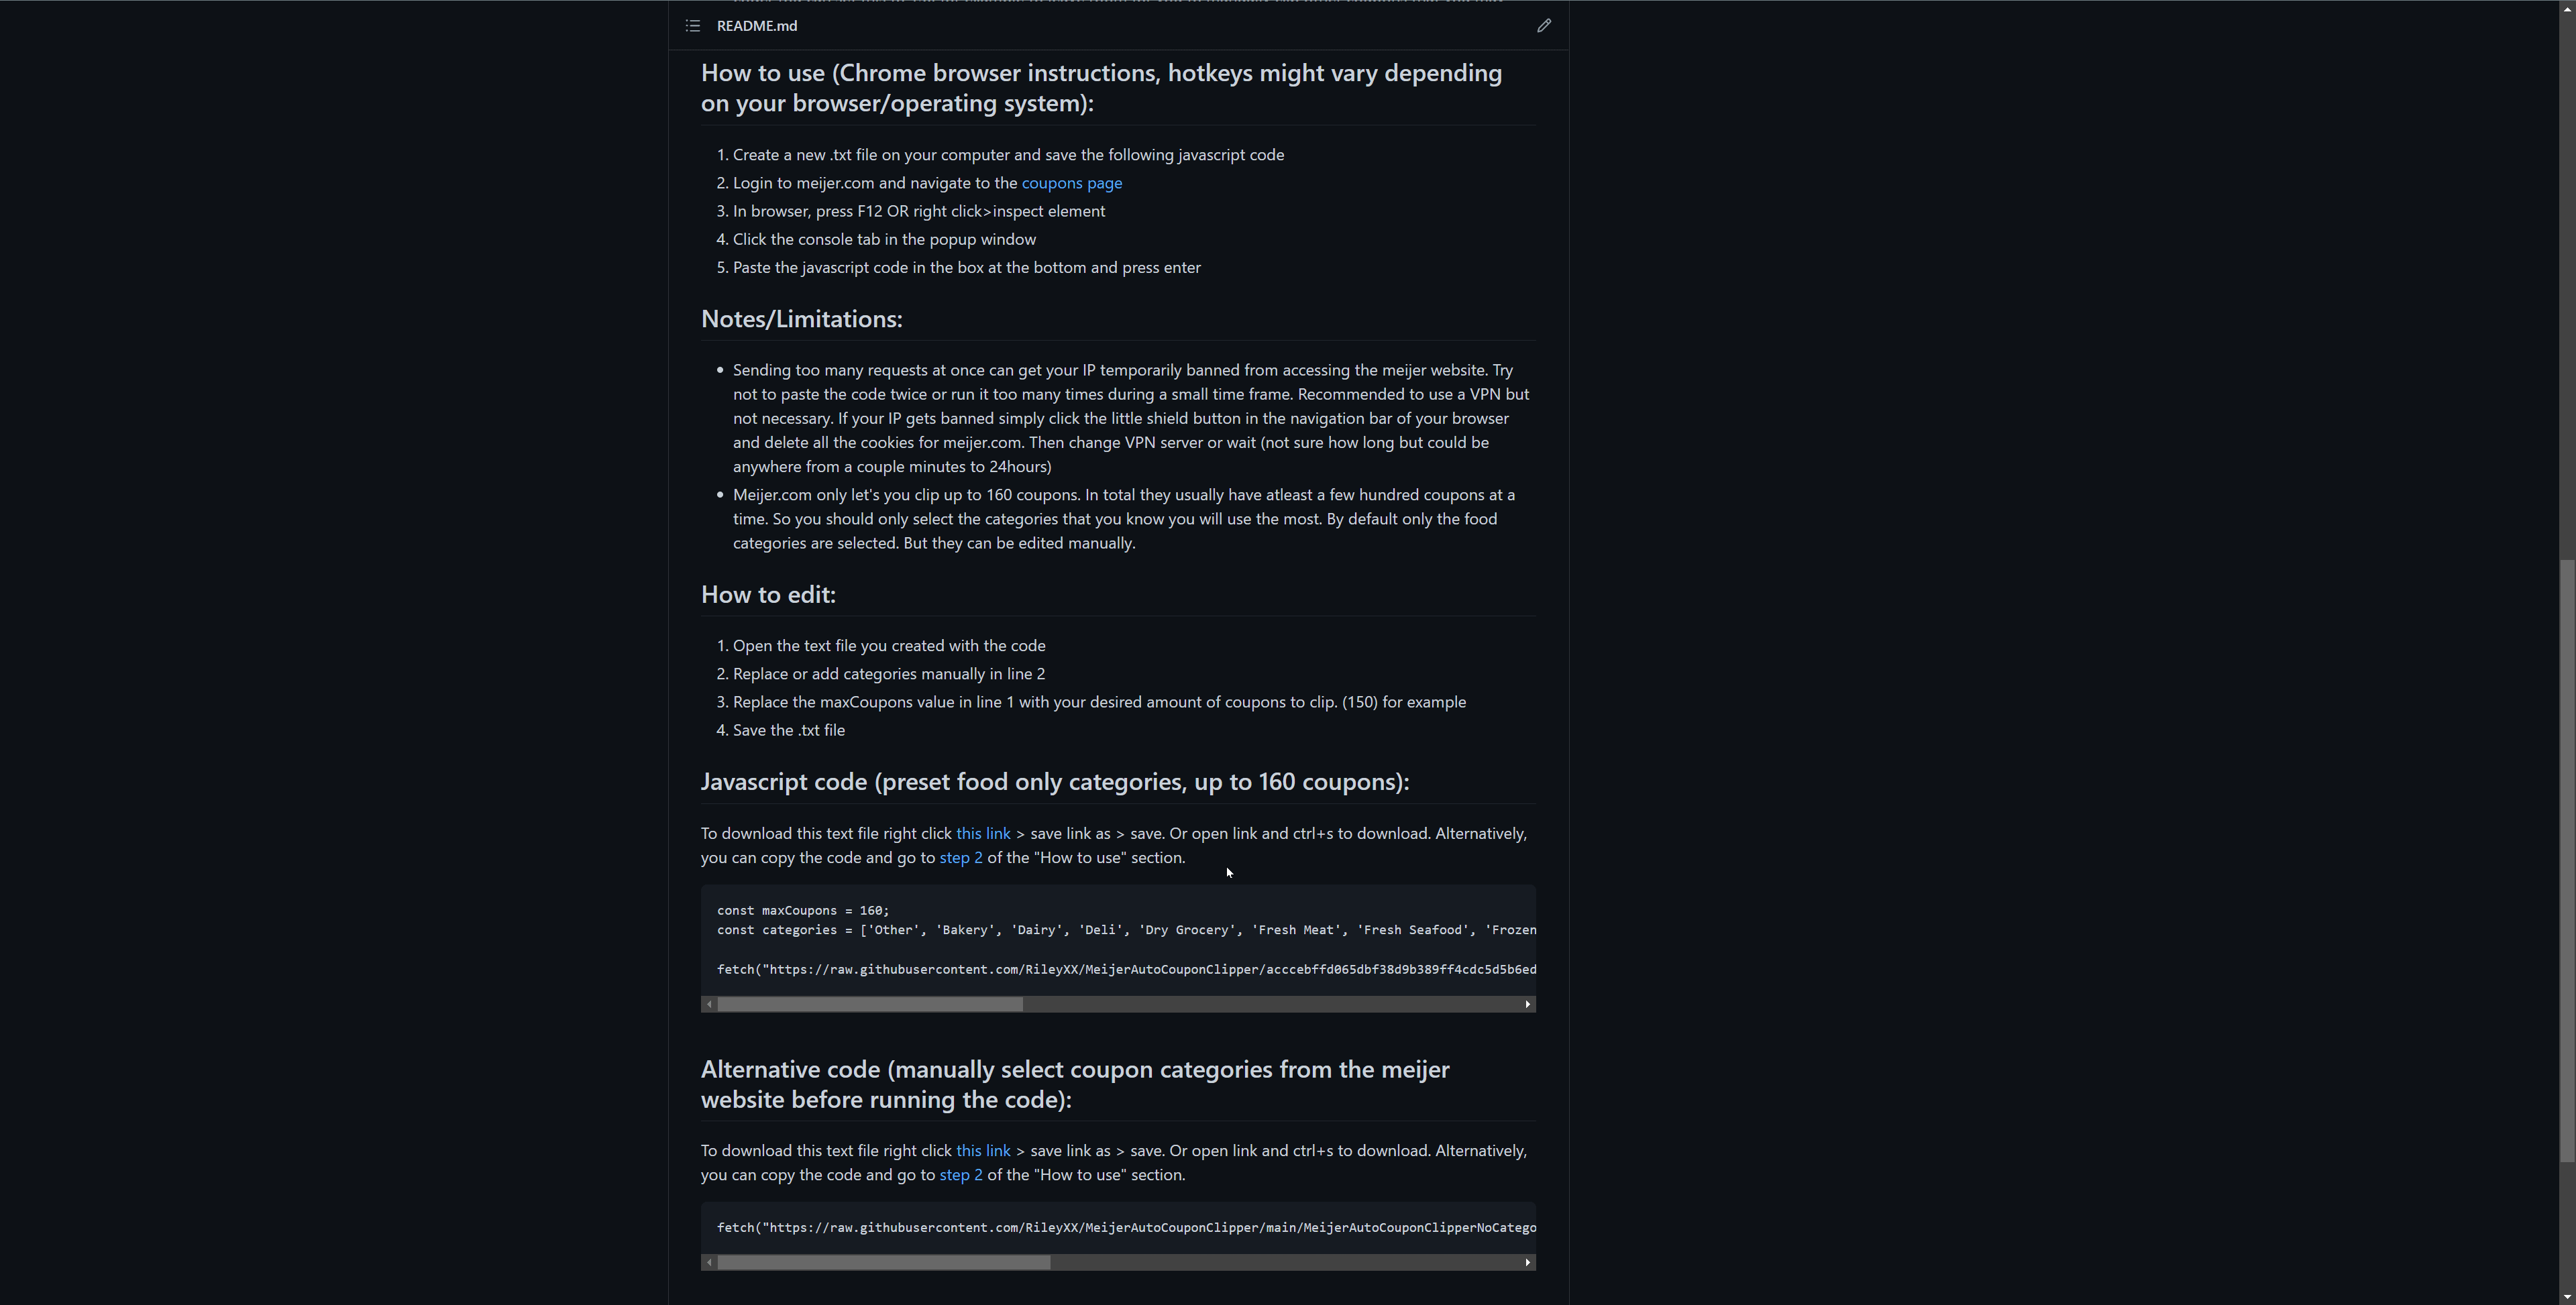 README.md
How to use (Chrome browser instructions, hotkeys might vary depending
on your browser/operating system):
1. Create a new .txt file on your computer and save the following javascript code
2. Login to meijer.com and navigate to the coupons page
3. In browser, press F12 OR right click>inspect element
4. Click the console tab in the popup window
5. Paste the javascript code in the box at the bottom and press enter
Notes/Limitations:
• Sending too many requests at once can get your IP temporarily banned from accessing the meijer website. Try
not to paste the code twice or run it too many times during a small time frame. Recommended to use a VPN but
not necessary. If your IP gets banned simply click the little shield button in the navigation bar of your browser
and delete all the cookies for meijer.com. Then change VPN server or wait (not sure how long but could be
anywhere from a couple minutes to 24hours)
• Meijer.com only let's you clip up to 160 coupons. In total they usually have atleast a few hundred coupons at a
time. So you should only select the categories that you know you will use the most. By default only the food
categories are selected. But they can be edited manually.
How to edit:
1. Open the text file you created with the code
2. Replace or add categories manually in line 2
3. Replace the maxCoupons value in line 1 with your desired amount of coupons to clip. (150) for example
4. Save the .txt file
Javascript code (preset food only categories, up to 160 coupons):
To download this text file right click this link > save link as > save. Or open link and ctrl+s to download. Alternatively,
you can copy the code and go to step 2 of the "How to use" section.
const maxCoupons = 160;
const categories = ['Other', 'Bakery', 'Dairy', 'Deli', 'Dry Grocery', 'Fresh Meat', 'Fresh Seafood', 'Frozen
fetch("https://raw.githubusercontent.com/RileyXX/MeijerAutoCouponClipper/acccebffd065dbf38d9b389ff4cdc5d5b6ed
Alternative code (manually select coupon categories from the meijer
website before running the code):
To download this text file right click this link > save link as > save. Or open link and ctrl+s to download. Alternatively,
you can copy the code and go to step 2 of the "How to use" section.
fetch("https://raw.githubusercontent.com/RileyXX/MeijerAutoCouponClipper/main/MeijerAutoCouponClipperNoCatego